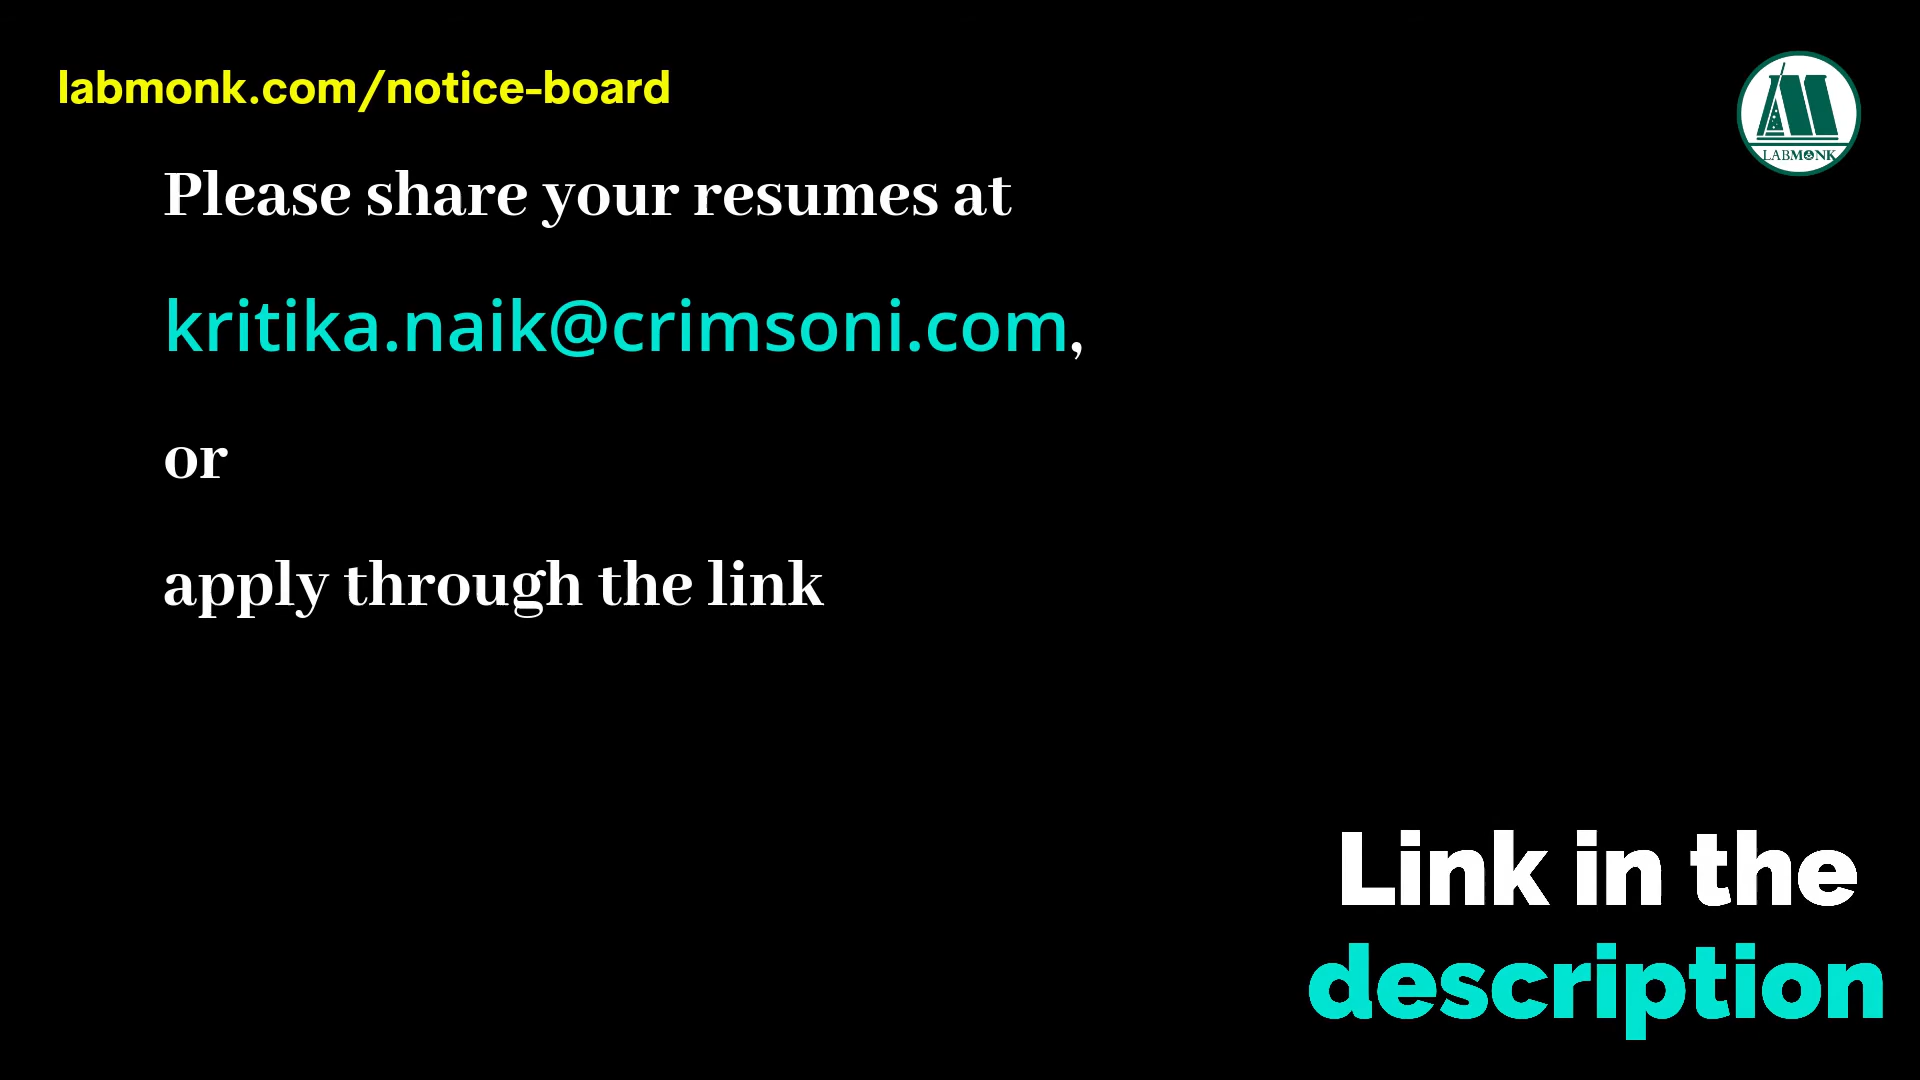 labmonk.com/notice-board
LABMONK
Please share your resumes at
kritika.naik@crimsoni.com,
or
apply through the link
Link in the
description